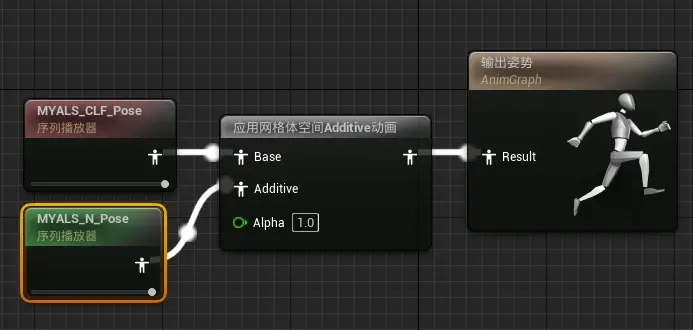 输出姿势
AnimGraph
MYALS_CLF_Pose
序列播放器
应用网格体空间Additive动画
Base
Result
Additive
MYALS_N_Pose
序列播放器
Alpha 1.0